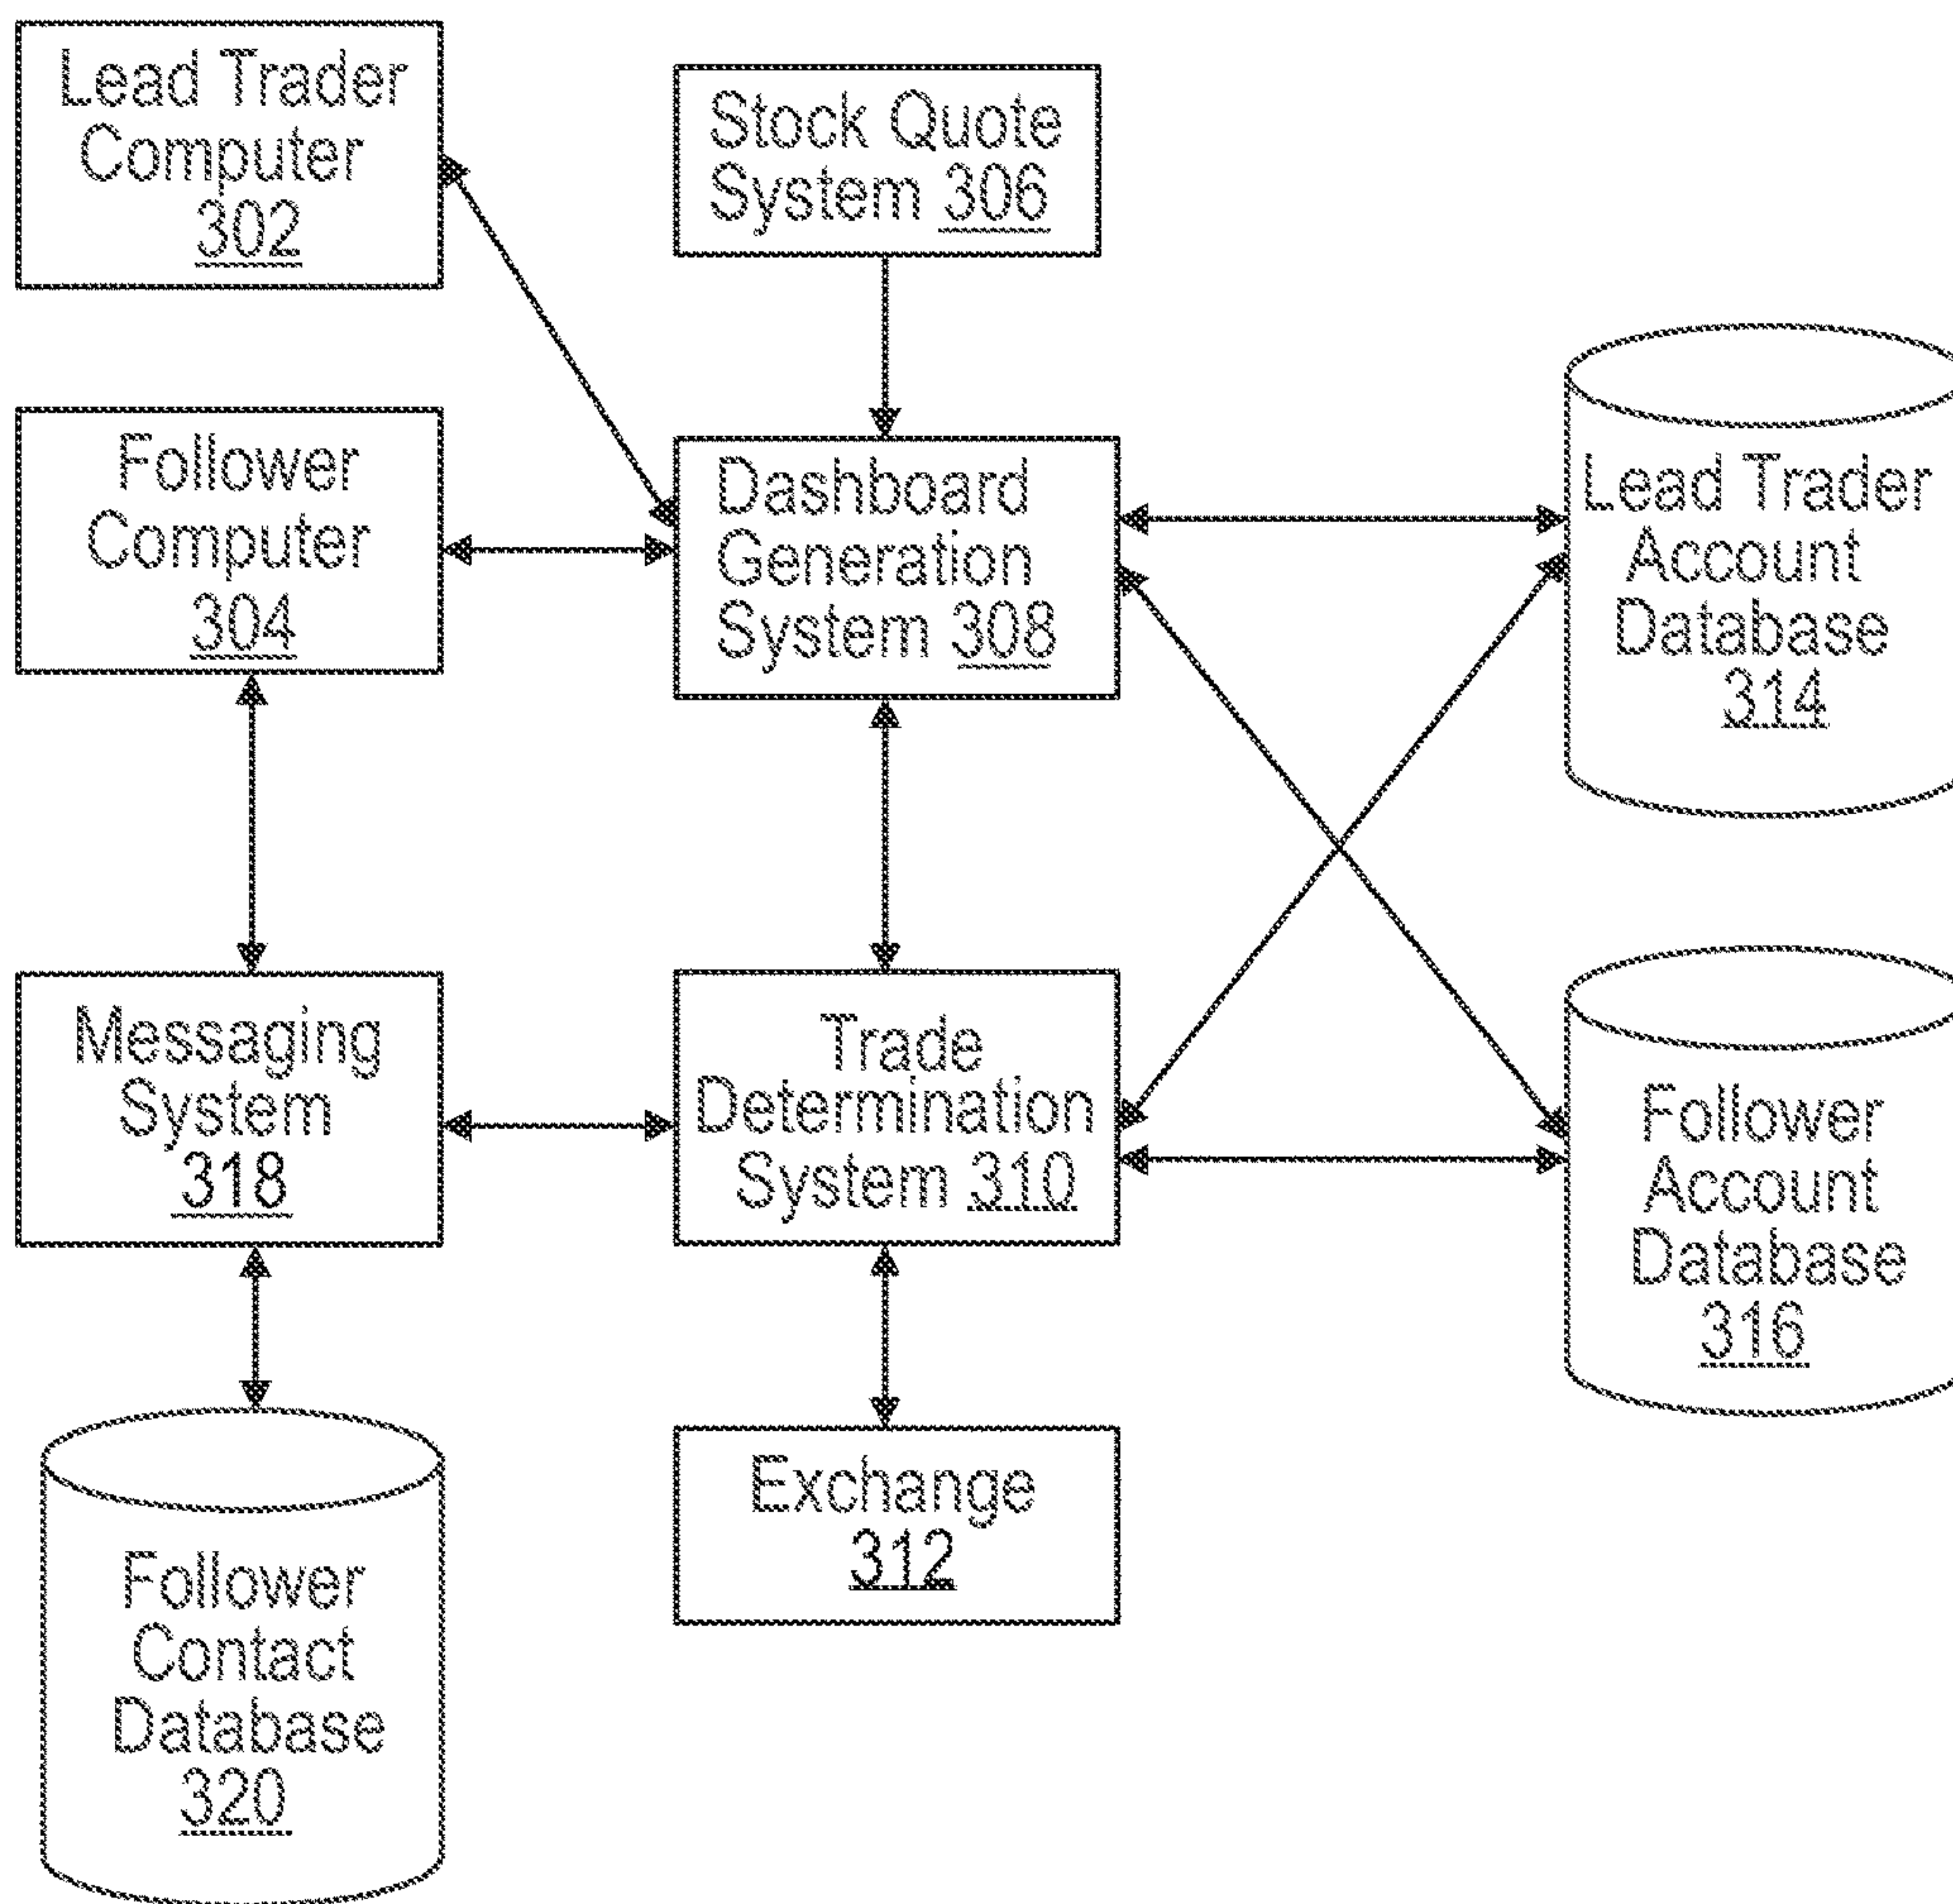 Lead Trader
Computer
302
Stock Quote
System 306
Follower
Computer
304
Dashboard
Generation
System 308
Lead Trader
Account
Database
314
Messaging
System
318
Trade
Determination
System 310
Follower
Account
Database
316
Exchange
312
Follower
Contact
Database
320